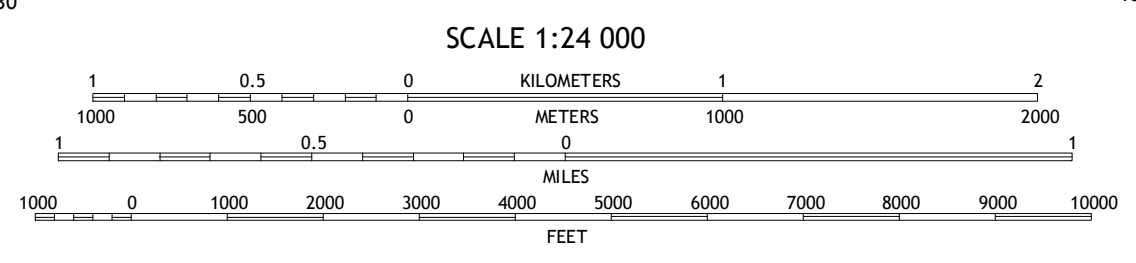 SCALE 1:24 000
1 0.5 0 KILOMETERS 1 2
1000 500 0 METERS 1000 2000
1 0.5 0 1
MILES
1000 0 1000 2000 3000 4000 5000 6000 7000 8000 9000 10000
FEET